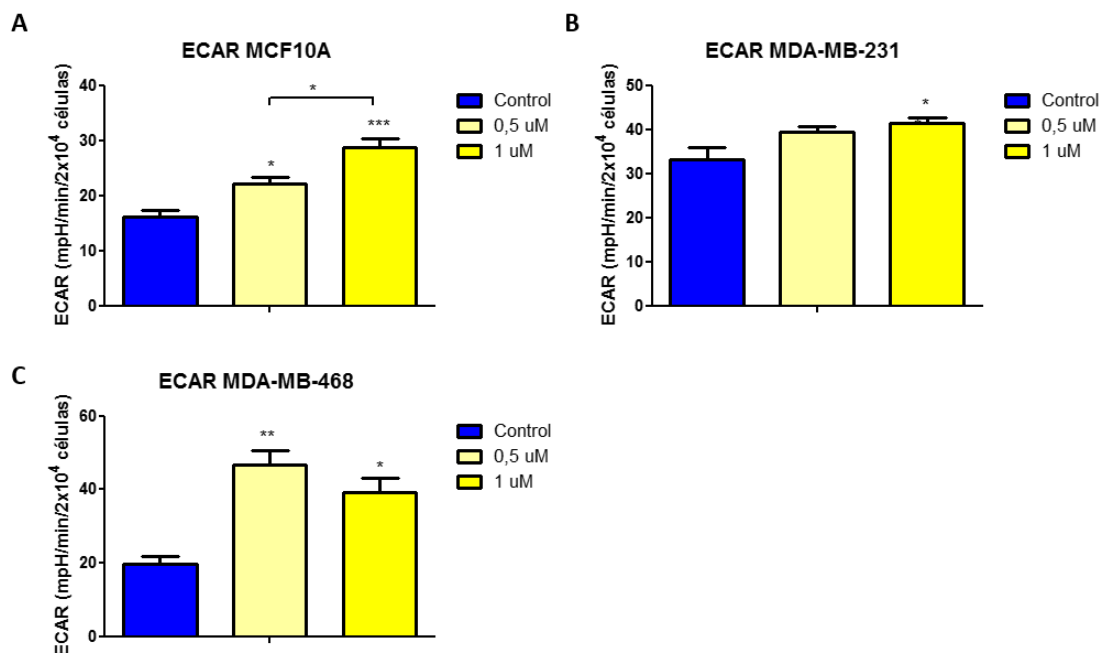 A
ECAR MCF10A
ECAR (mpH/min/2x10⁴ células)
40
30
20
10
0
*
***
*
Control
0,5 uM
1 uM
B
ECAR MDA-MB-231
ECAR (mpH/min/2x10⁴ células)
50
40
30
20
10
0
*
Control
0,5 uM
1 uM
C
ECAR MDA-MB-468
ECAR (mpH/min/2x10⁴ células)
60
40
20
0
**
*
Control
0,5 uM
1 uM